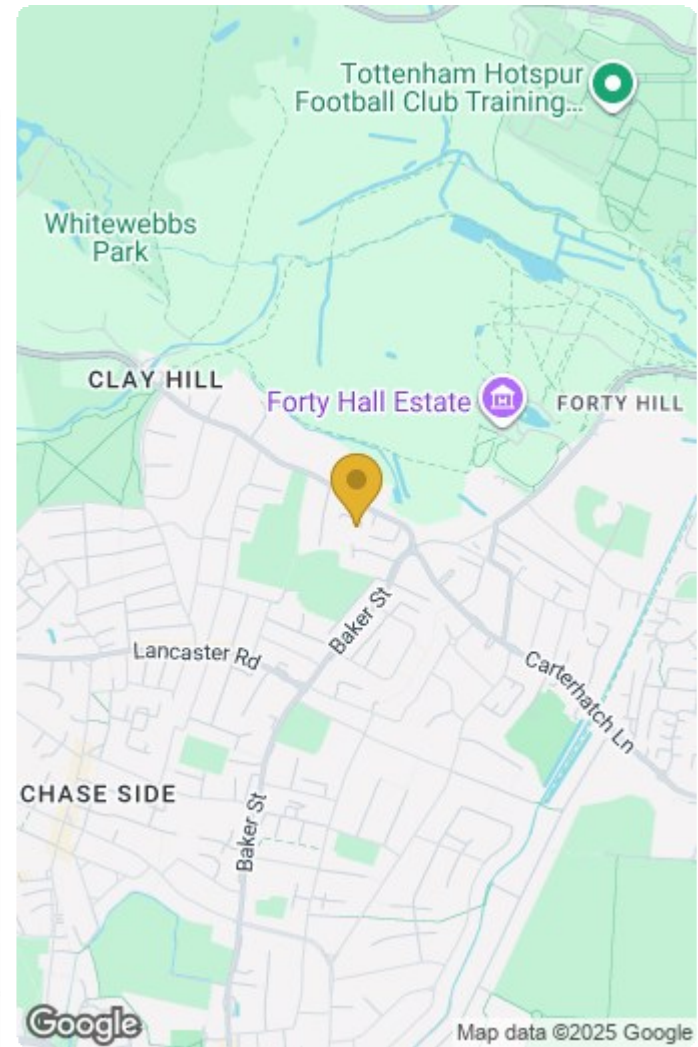 Tottenham Hotspur
Football Club Training...
Whitewebbs
Park
CLAY HILL
Forty Hall Estate
FORTY HILL
Baker St
Lancaster Rd
Carterhatch Ln
CHASE SIDE
Baker St
Google
Map data ©2025 Google